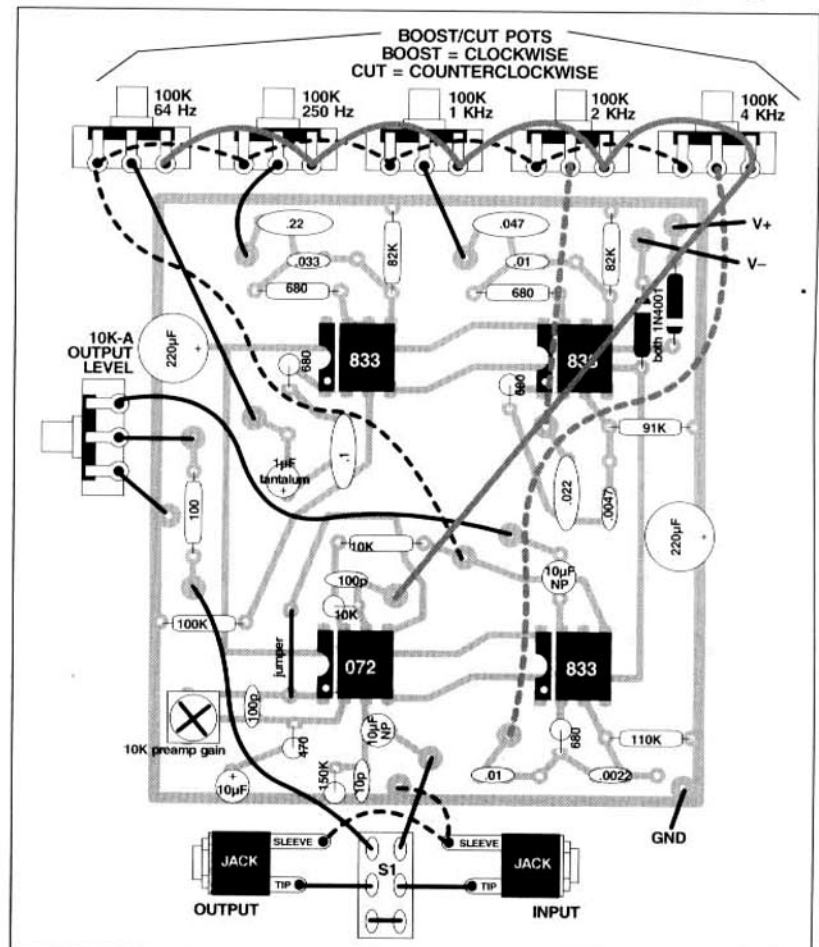 BOOST/CUT POTS
BOOST = CLOCKWISE
CUT = COUNTERCLOCKWISE
100K
64 Hz
100K
250 Hz
100K
1 KHz
100K
2 KHz
100K
4 KHz
.22
.047
V+
V–
.033
82K
.01
82K
680
680
both 1N4001
10K-A
OUTPUT
LEVEL
220µF
+
680
833
680
833
91K
1µF
tantalum
+
.1
.022
.0047
100
220µF
+
10K
100p
10µF
NP
10K
100K
jumper
072
833
10K preamp gain
100p
470
10µF
NP
680
110K
+
10µF
150K
10p
.01
.0022
GND
JACK
SLEEVE
TIP
S1
SLEEVE
JACK
TIP
OUTPUT
INPUT